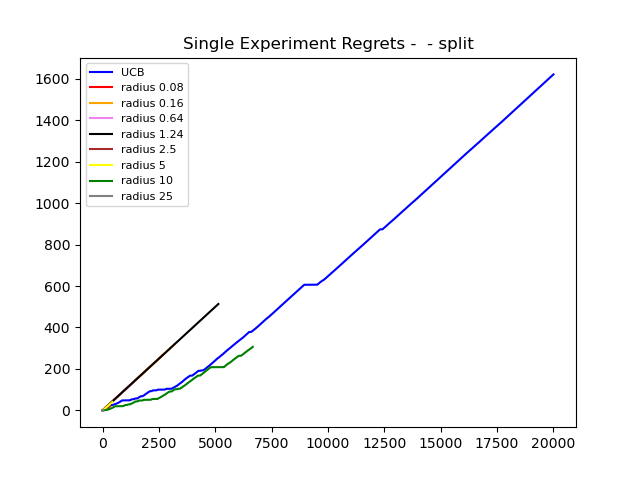 Single Experiment Regrets -  - split
1600
1400
1200
1000
800
600
400
200
0
UCB
radius 0.08
radius 0.16
radius 0.64
radius 1.24
radius 2.5
radius 5
radius 10
radius 25
0 2500 5000 7500 10000 12500 15000 17500 20000